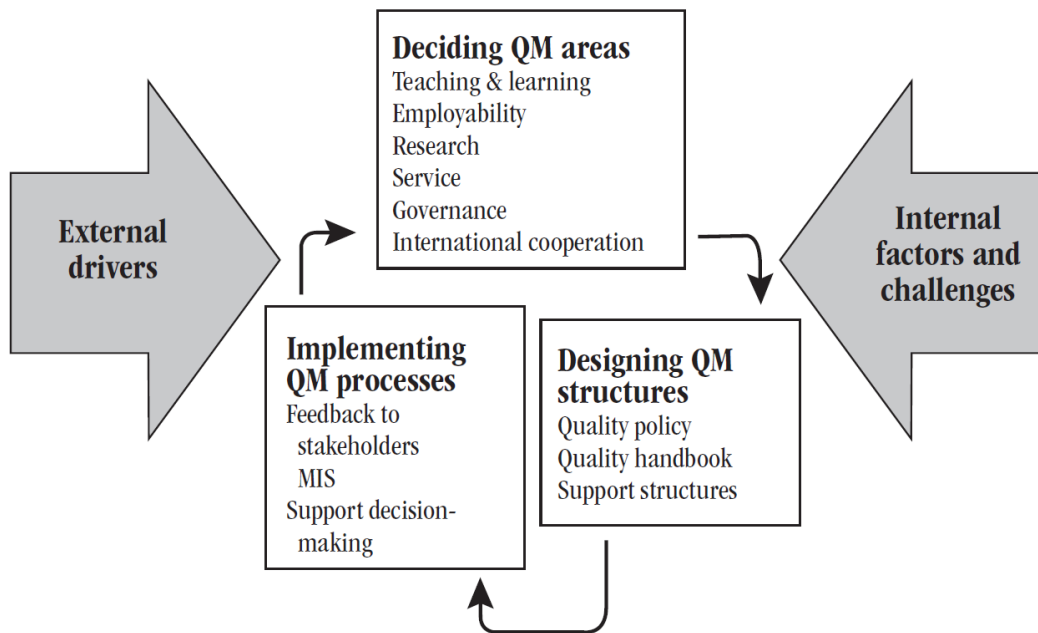 Deciding QM areas
Teaching & learning
Employability
Research
Service
Governance
International cooperation
External
drivers
Internal
factors and
challenges
Implementing
QM processes
Feedback to
stakeholders
MIS
Support decision-
making
Designing QM
structures
Quality policy
Quality handbook
Support structures